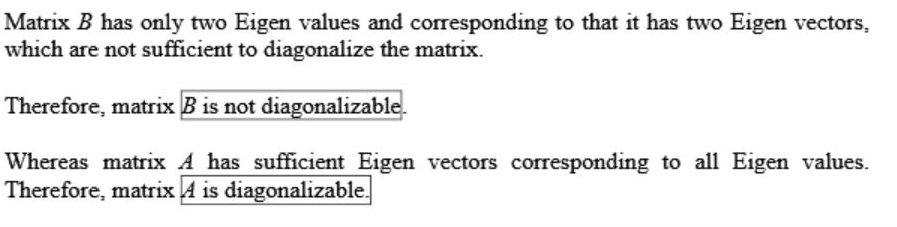 Matrix B has only two Eigen values and corresponding to that it has two Eigen vectors,
which are not sufficient to diagonalize the matrix.
Therefore, matrix B is not diagonalizable.
Whereas matrix A has sufficient Eigen vectors corresponding to all Eigen values.
Therefore, matrix A is diagonalizable.